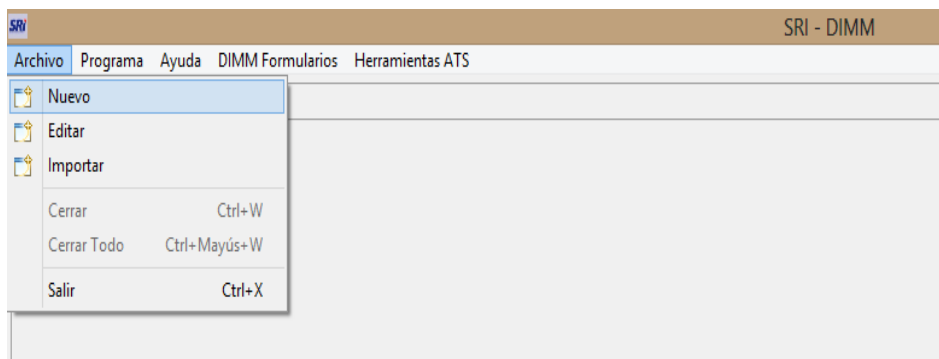 SRi SRI - DIMM
Archivo Programa Ayuda DIMM Formularios Herramientas ATS
Nuevo
Editar
Importar
Cerrar Ctrl+W
Cerrar Todo Ctrl+Mayús+W
Salir Ctrl+X